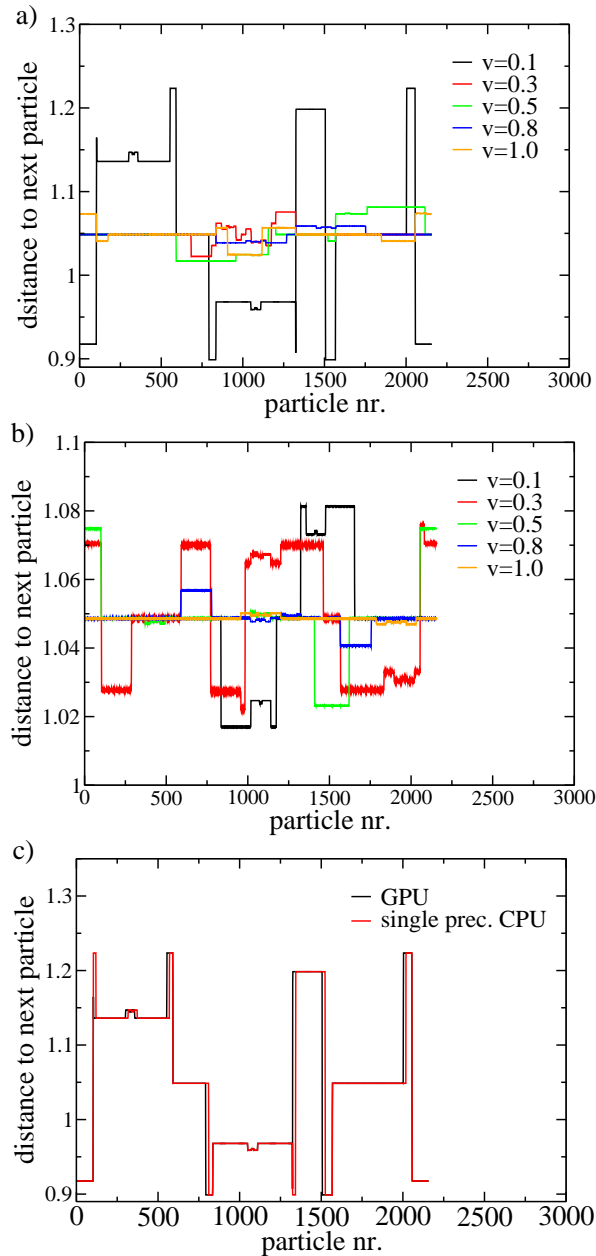 a)
1.3
1.2
1.1
1
0.9
dsitance to next particle
v=0.1
v=0.3
v=0.5
v=0.8
v=1.0
0 500 1000 1500 2000 2500 3000
particle nr.
b)
1.1
1.08
1.06
1.04
1.02
1
distance to next particle
v=0.1
v=0.3
v=0.5
v=0.8
v=1.0
0 500 1000 1500 2000 2500 3000
particle nr.
c)
1.3
1.2
1.1
1
0.9
distance to next particle
GPU
single prec. CPU
0 500 1000 1500 2000 2500 3000
particle nr.